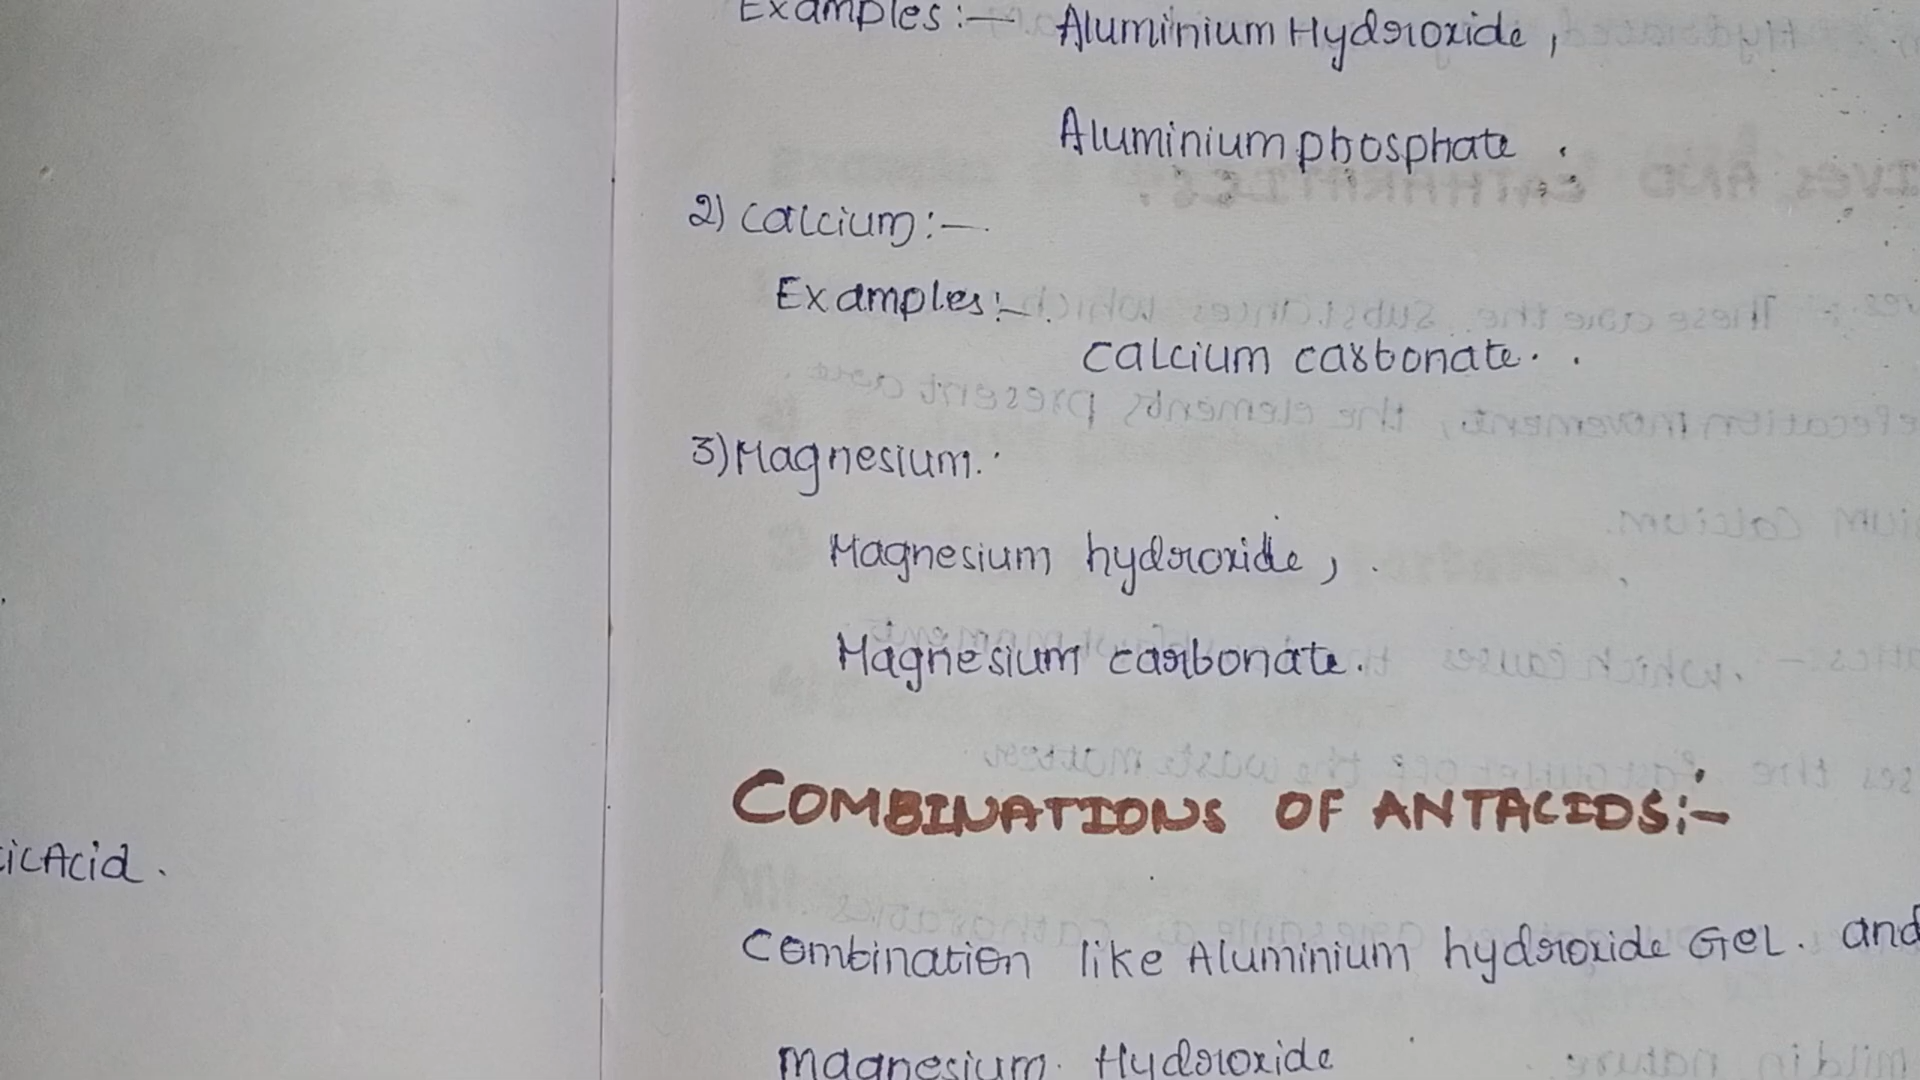 icAcid.
Examples:- Aluminium Hydroxide,
Aluminium phosphate.
2) Calcium:-
Examples:-
Calcium carbonate.
3) Magnesium.
Magnesium hydroxide,
Magnesium carbonate.
COMBINATIONS OF ANTACIDS:-
Combination like Aluminium hydroxide Gel. and
Magnesium Hydroxide